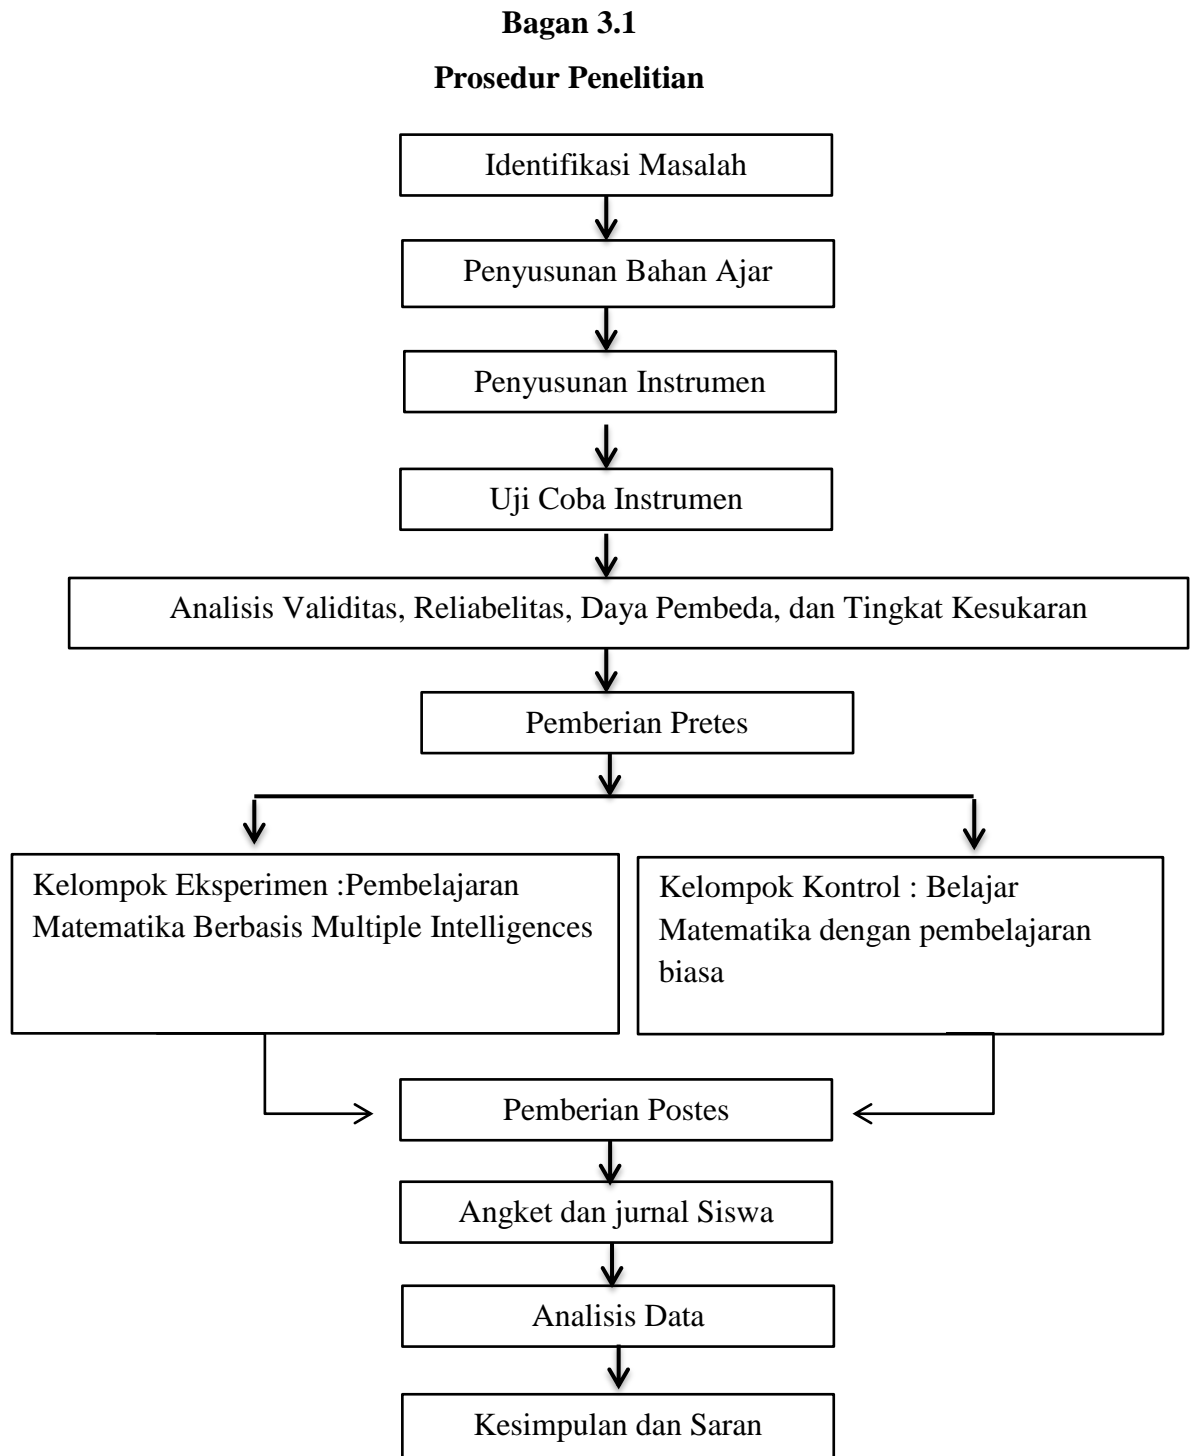 Bagan 3.1
Prosedur Penelitian
Identifikasi Masalah
Penyusunan Bahan Ajar
Penyusunan Instrumen
Uji Coba Instrumen
Analisis Validitas, Reliabelitas, Daya Pembeda, dan Tingkat Kesukaran
Pemberian Pretes
Kelompok Eksperimen :Pembelajaran
Matematika Berbasis Multiple Intelligences
Kelompok Kontrol : Belajar
Matematika dengan pembelajaran
biasa
Pemberian Postes
Angket dan jurnal Siswa
Analisis Data
Kesimpulan dan Saran